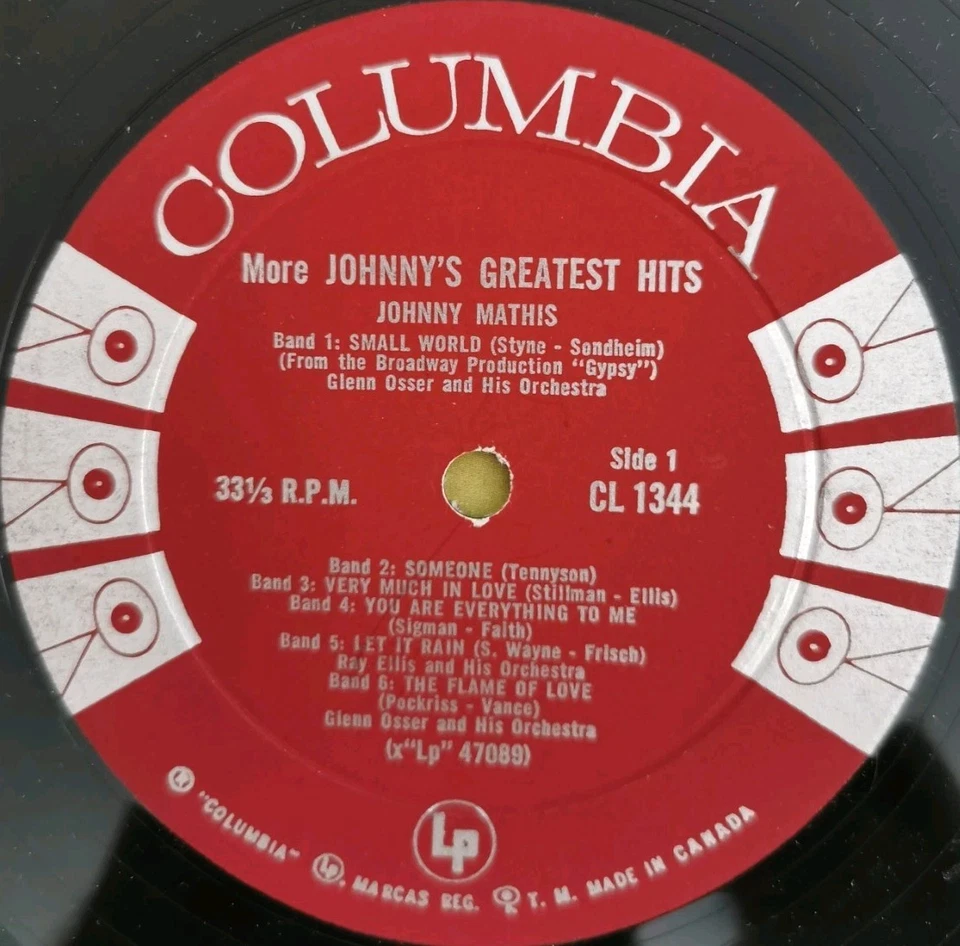 COLUMBIA
More JOHNNY'S GREATEST HITS
JOHNNY MATHIS
Band 1: SMALL WORLD (Styne - Sondheim)
(From the Broadway Production "Gypsy")
Glenn Osser and His Orchestra
33⅓ R.P.M.
Side 1
CL 1344
Band 2: SOMEONE (Tennyson)
Band 3: VERY MUCH IN LOVE (Stillman - Ellis)
Band 4: YOU ARE EVERYTHING TO ME
(Sigman - Faith)
Band 5: LET IT RAIN (S. Wayne - Frisch)
Ray Ellis and His Orchestra
Band 6: THE FLAME OF LOVE
(Pockriss - Vance)
Glenn Osser and His Orchestra
(x"Lp" 47089)
Lp
"COLUMBIA" Lp, MARCAS REG. T. M. MADE IN CANADA